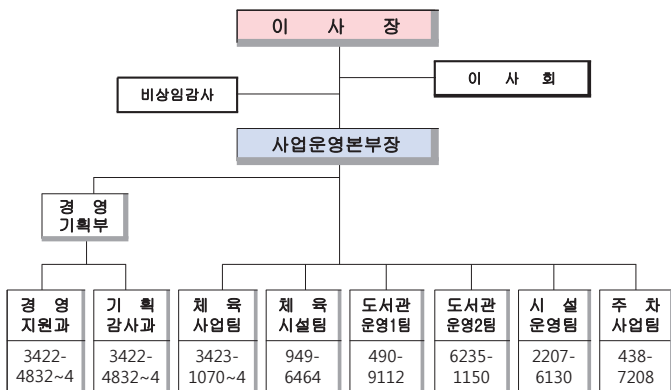 이 사 장
이 사 회
비상임감사
사업운영본부장
경 영
기획부
경 영
지원과
3422-
4832~4
기 획
감사과
3422-
4832~4
체 육
사업팀
3423-
1070~4
체 육
시설팀
949-
6464
도서관
운영1팀
490-
9112
도서관
운영2팀
6235-
1150
시 설
운영팀
2207-
6130
주 차
사업팀
438-
7208